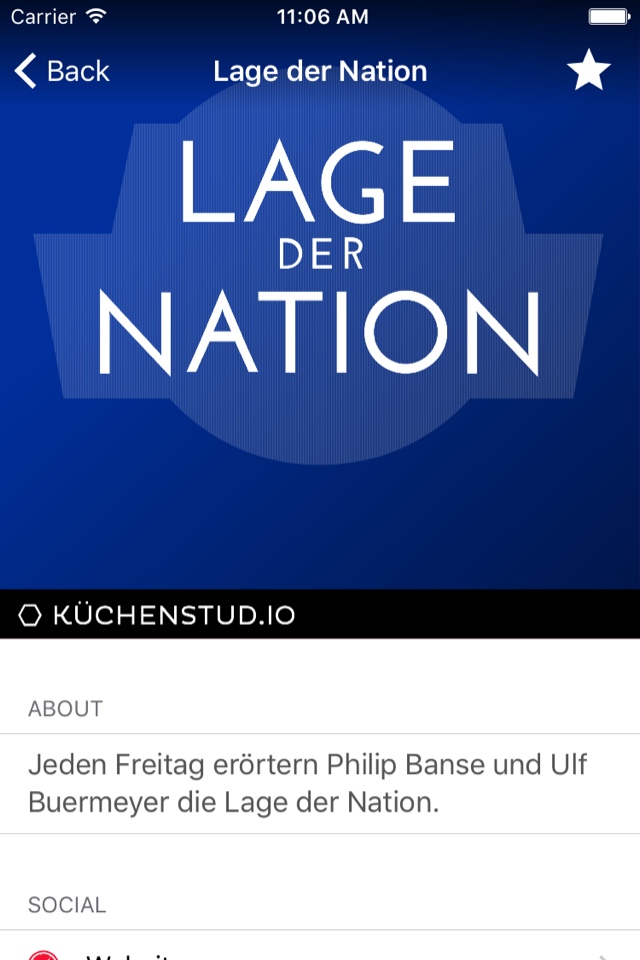 Carrier 11:06 AM
Back Lage der Nation
LAGE
DER
NATION
KÜCHENSTUD.IO
ABOUT
Jeden Freitag erörtern Philip Banse und Ulf
Buermeyer die Lage der Nation.
SOCIAL